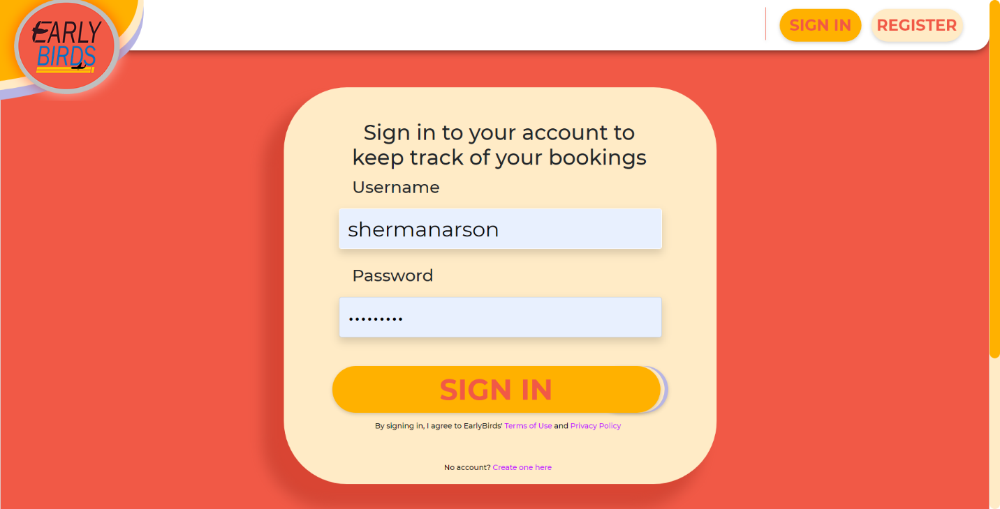 EARLY
BIRDS
SIGN IN
REGISTER
Sign in to your account to
keep track of your bookings
Username
shermanarson
Password
•••••••••
SIGN IN
By signing in, I agree to EarlyBirds' Terms of Use and Privacy Policy
No account? Create one here